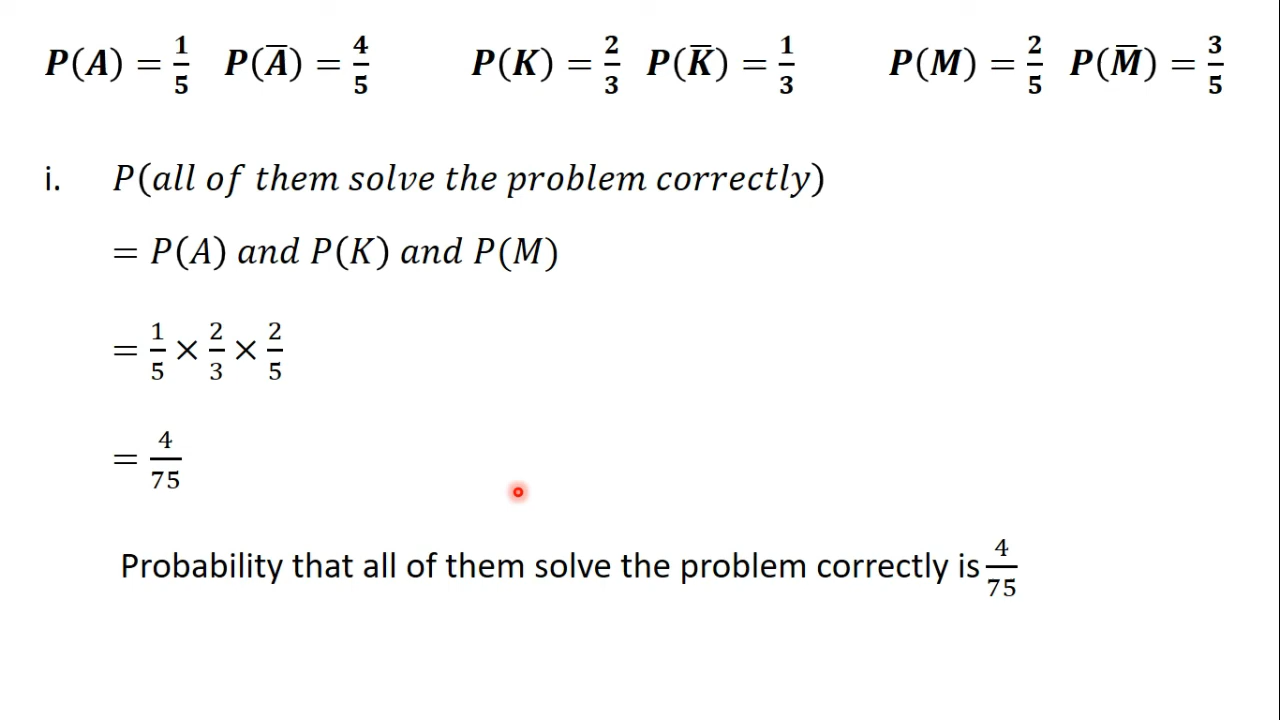 P(A) = 1/5 P(A̅) = 4/5 P(K) = 2/3 P(K̅) = 1/3 P(M) = 2/5 P(M̅) = 3/5
i. P(all of them solve the problem correctly)
= P(A) and P(K) and P(M)
= 1/5 × 2/3 × 2/5
= 4/75
Probability that all of them solve the problem correctly is 4/75